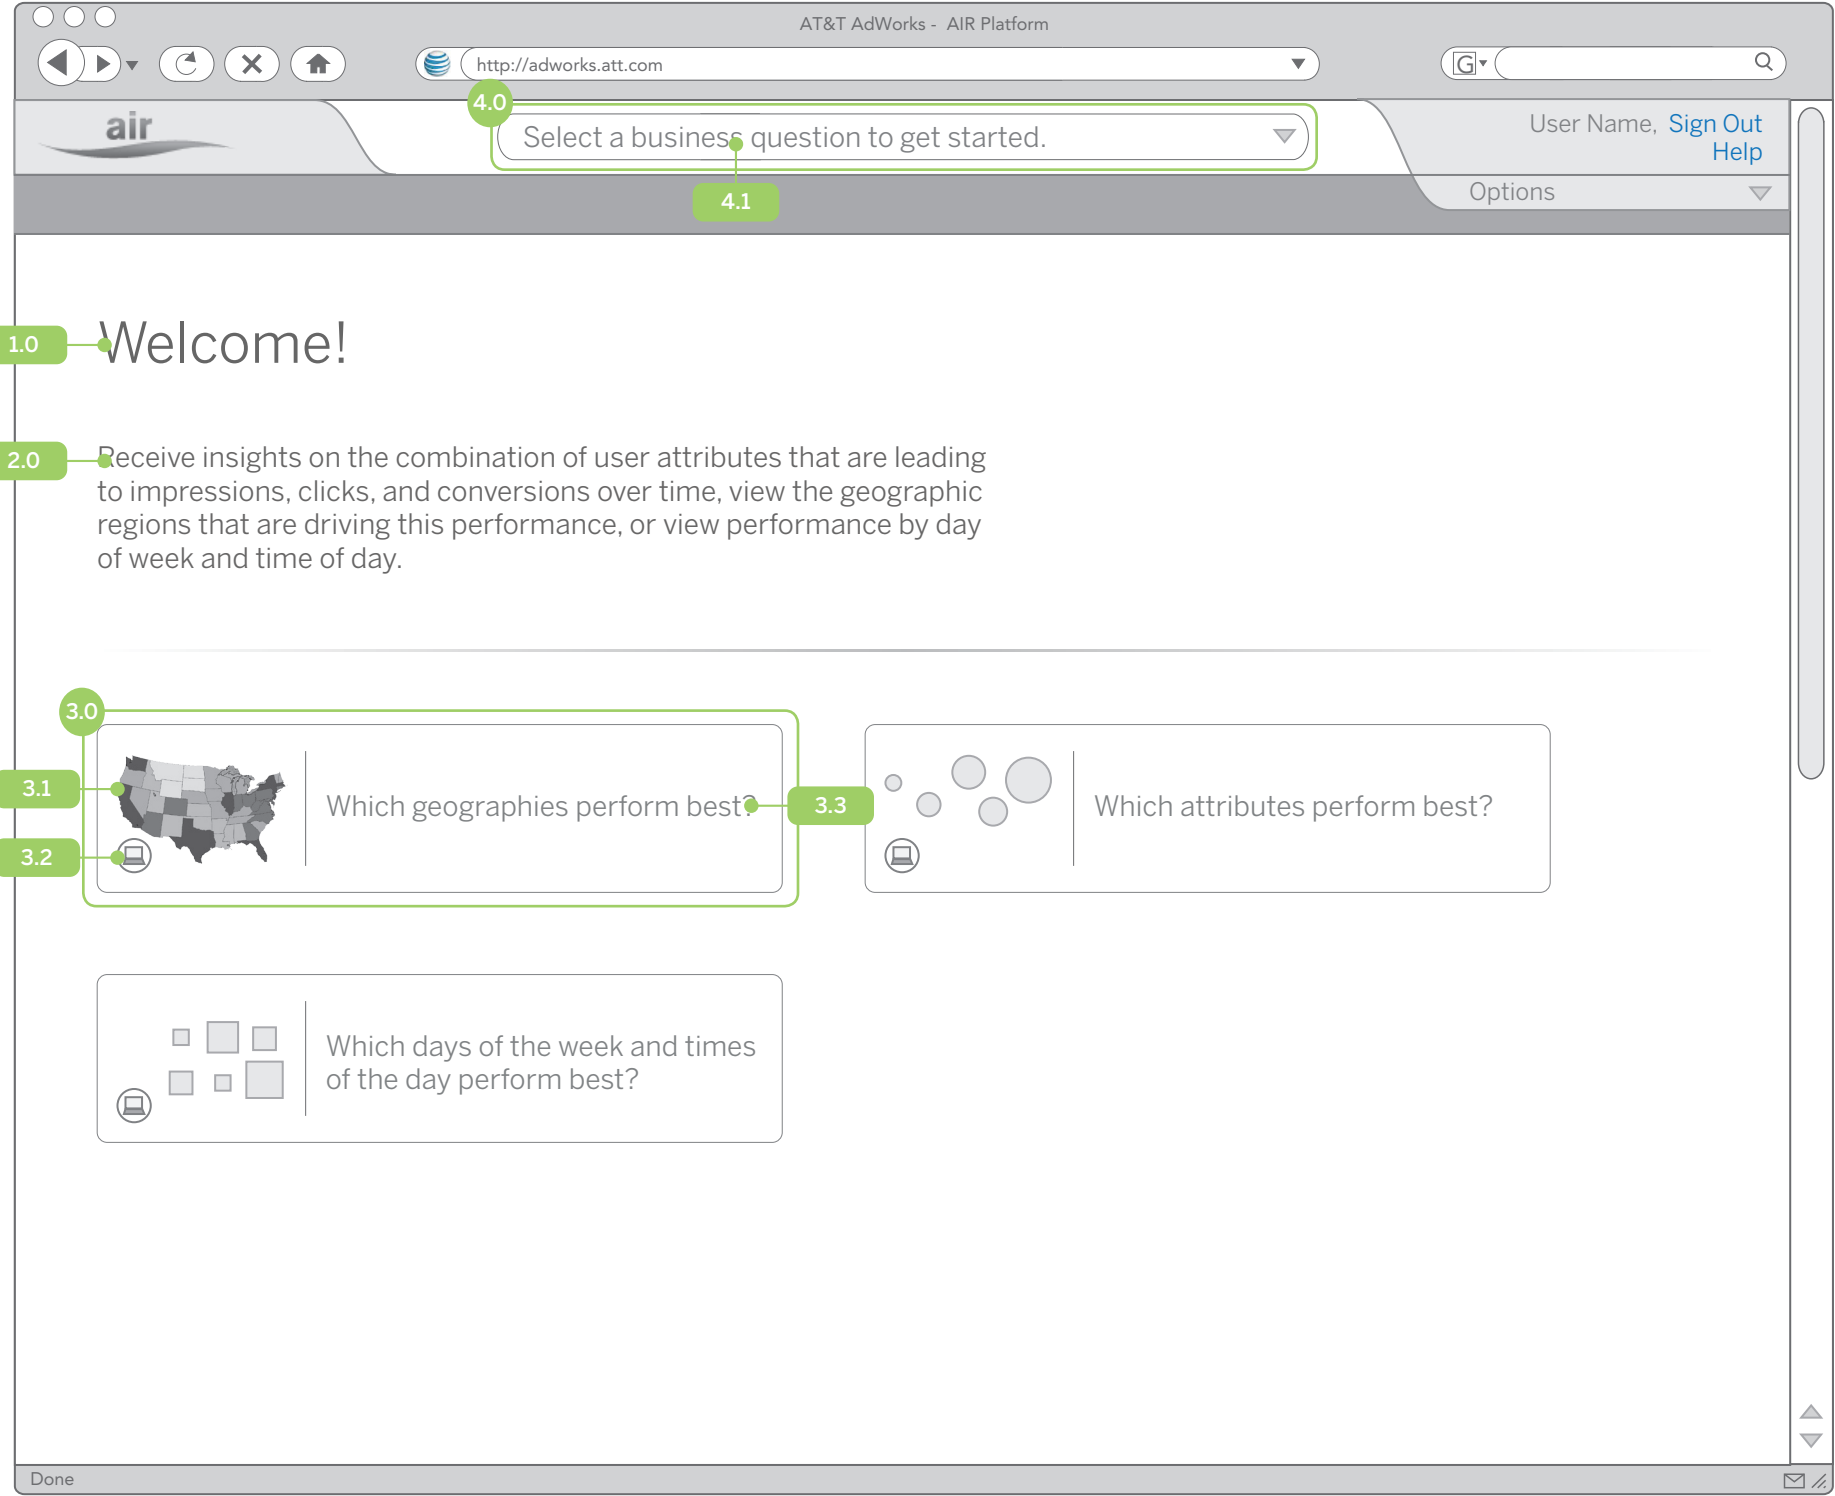 AT&T AdWorks - AIR Platform
http://adworks.att.com
G
4.0
air
Select a business question to get started.
User Name, Sign Out
Help
4.1
Options
1.0
Welcome!
2.0
Receive insights on the combination of user attributes that are leading
to impressions, clicks, and conversions over time, view the geographic
regions that are driving this performance, or view performance by day
of week and time of day.
3.0
3.1
Which geographies perform best?
3.3
Which attributes perform best?
3.2
Which days of the week and times
of the day perform best?
Done